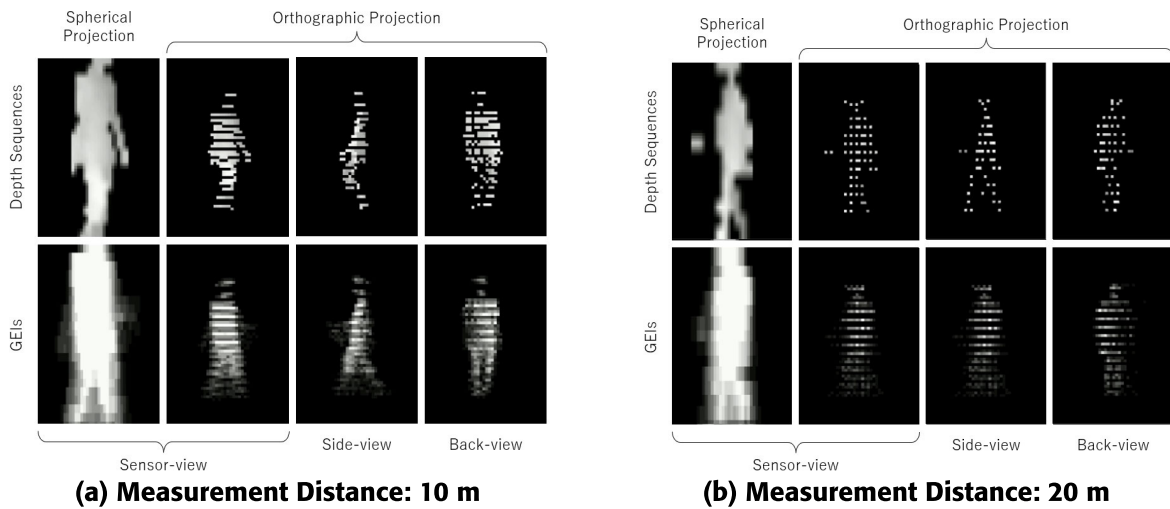 Spherical
Projection
Orthographic Projection
Depth Sequences
GEIs
Sensor-view
Side-view
Back-view
(a) Measurement Distance: 10 m
Spherical
Projection
Orthographic Projection
Depth Sequences
GEIs
Sensor-view
Side-view
Back-view
(b) Measurement Distance: 20 m